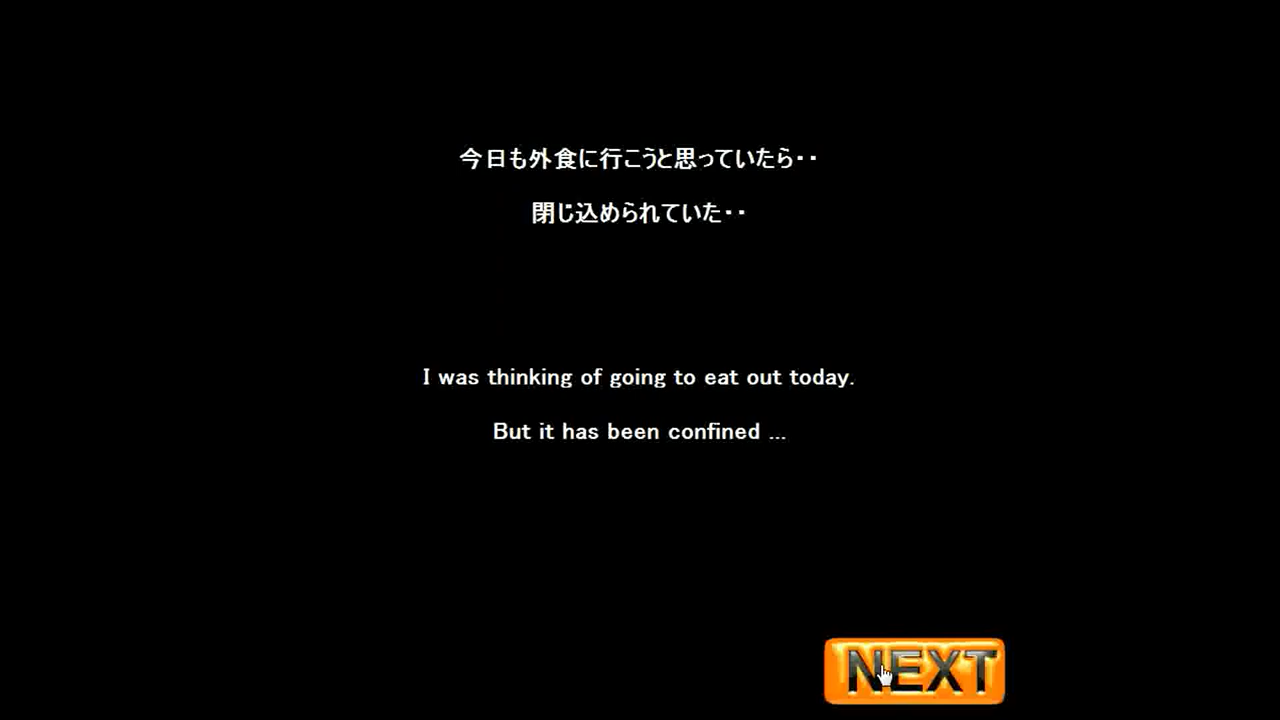 今日も外食に行こうと思っていたら・・
閉じ込められていた・・
I was thinking of going to eat out today.
But it has been confined ...
NEXT